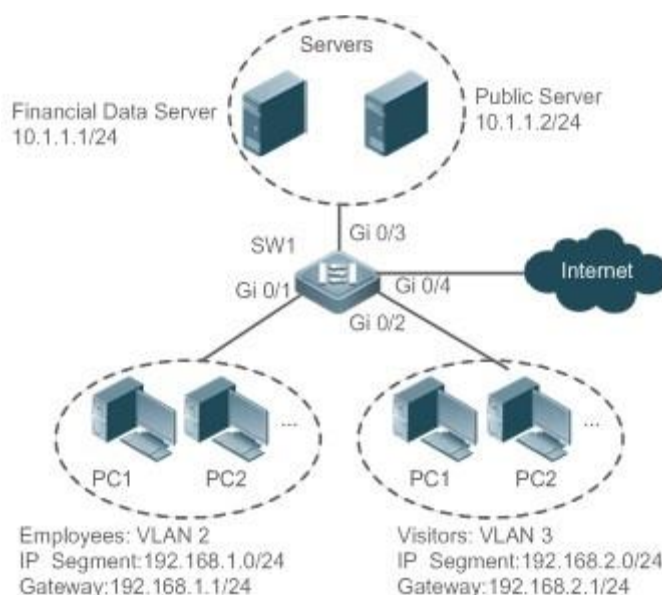 Servers
Financial Data Server
10.1.1.1/24
Public Server
10.1.1.2/24
SW1
Gi 0/3
Internet
Gi 0/1
Gi 0/4
Gi 0/2
PC1
PC2
...
PC1
PC2
...
Employees: VLAN 2
IP Segment:192.168.1.0/24
Gateway:192.168.1.1/24
Visitors: VLAN 3
IP Segment:192.168.2.0/24
Gateway:192.168.2.1/24